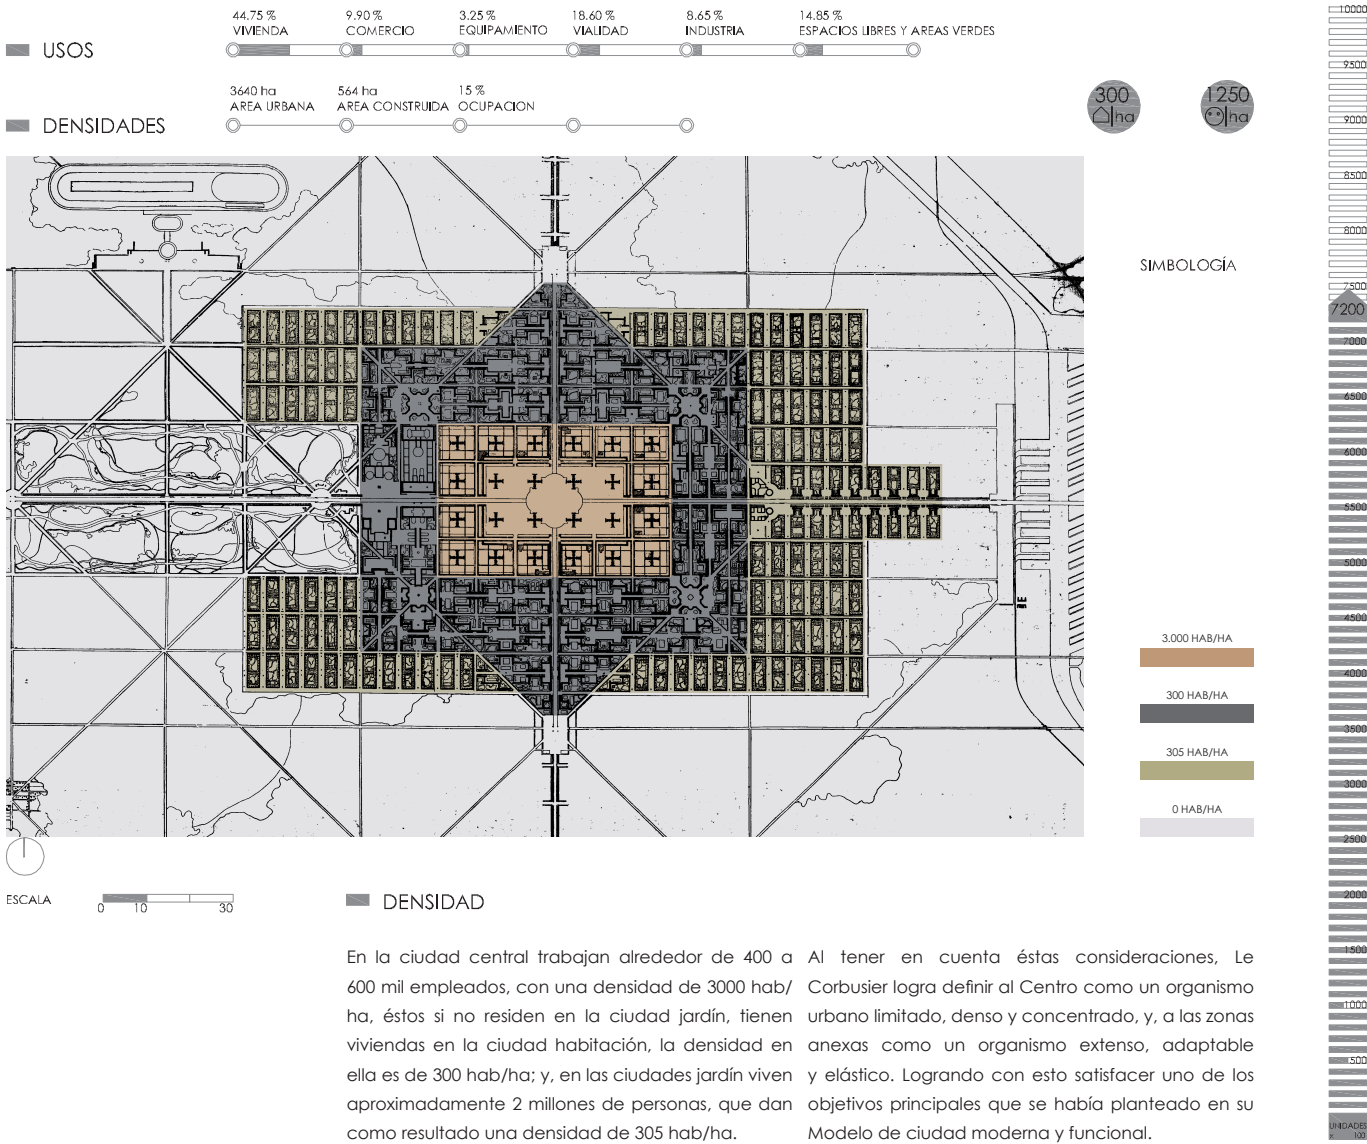 44.75 %
VIVIENDA
9.90 %
COMERCIO
3.25 %
EQUIPAMIENTO
18.60 %
VIALIDAD
8.65 %
INDUSTRIA
14.85 %
ESPACIOS LIBRES Y AREAS VERDES
USOS
3640 ha
AREA URBANA
564 ha
AREA CONSTRUIDA
15 %
OCUPACION
DENSIDADES
300
ha
1250
ha
SIMBOLOGÍA
3.000 HAB/HA
300 HAB/HA
305 HAB/HA
0 HAB/HA
ESCALA
0 10 30
DENSIDAD
En la ciudad central trabajan alrededor de 400 a
600 mil empleados, con una densidad de 3000 hab/
ha, éstos si no residen en la ciudad jardín, tienen
viviendas en la ciudad habitación, la densidad en
ella es de 300 hab/ha; y, en las ciudades jardín viven
aproximadamente 2 millones de personas, que dan
como resultado una densidad de 305 hab/ha.
Al tener en cuenta éstas consideraciones, Le
Corbusier logra definir al Centro como un organismo
urbano limitado, denso y concentrado, y, a las zonas
anexas como un organismo extenso, adaptable
y elástico. Logrando con esto satisfacer uno de los
objetivos principales que se había planteado en su
Modelo de ciudad moderna y funcional.
10000
9500
9000
8500
8000
7500
7200
7000
6500
6000
5500
5000
4500
4000
3500
3000
2500
2000
1500
1000
500
UNIDADES
× 100